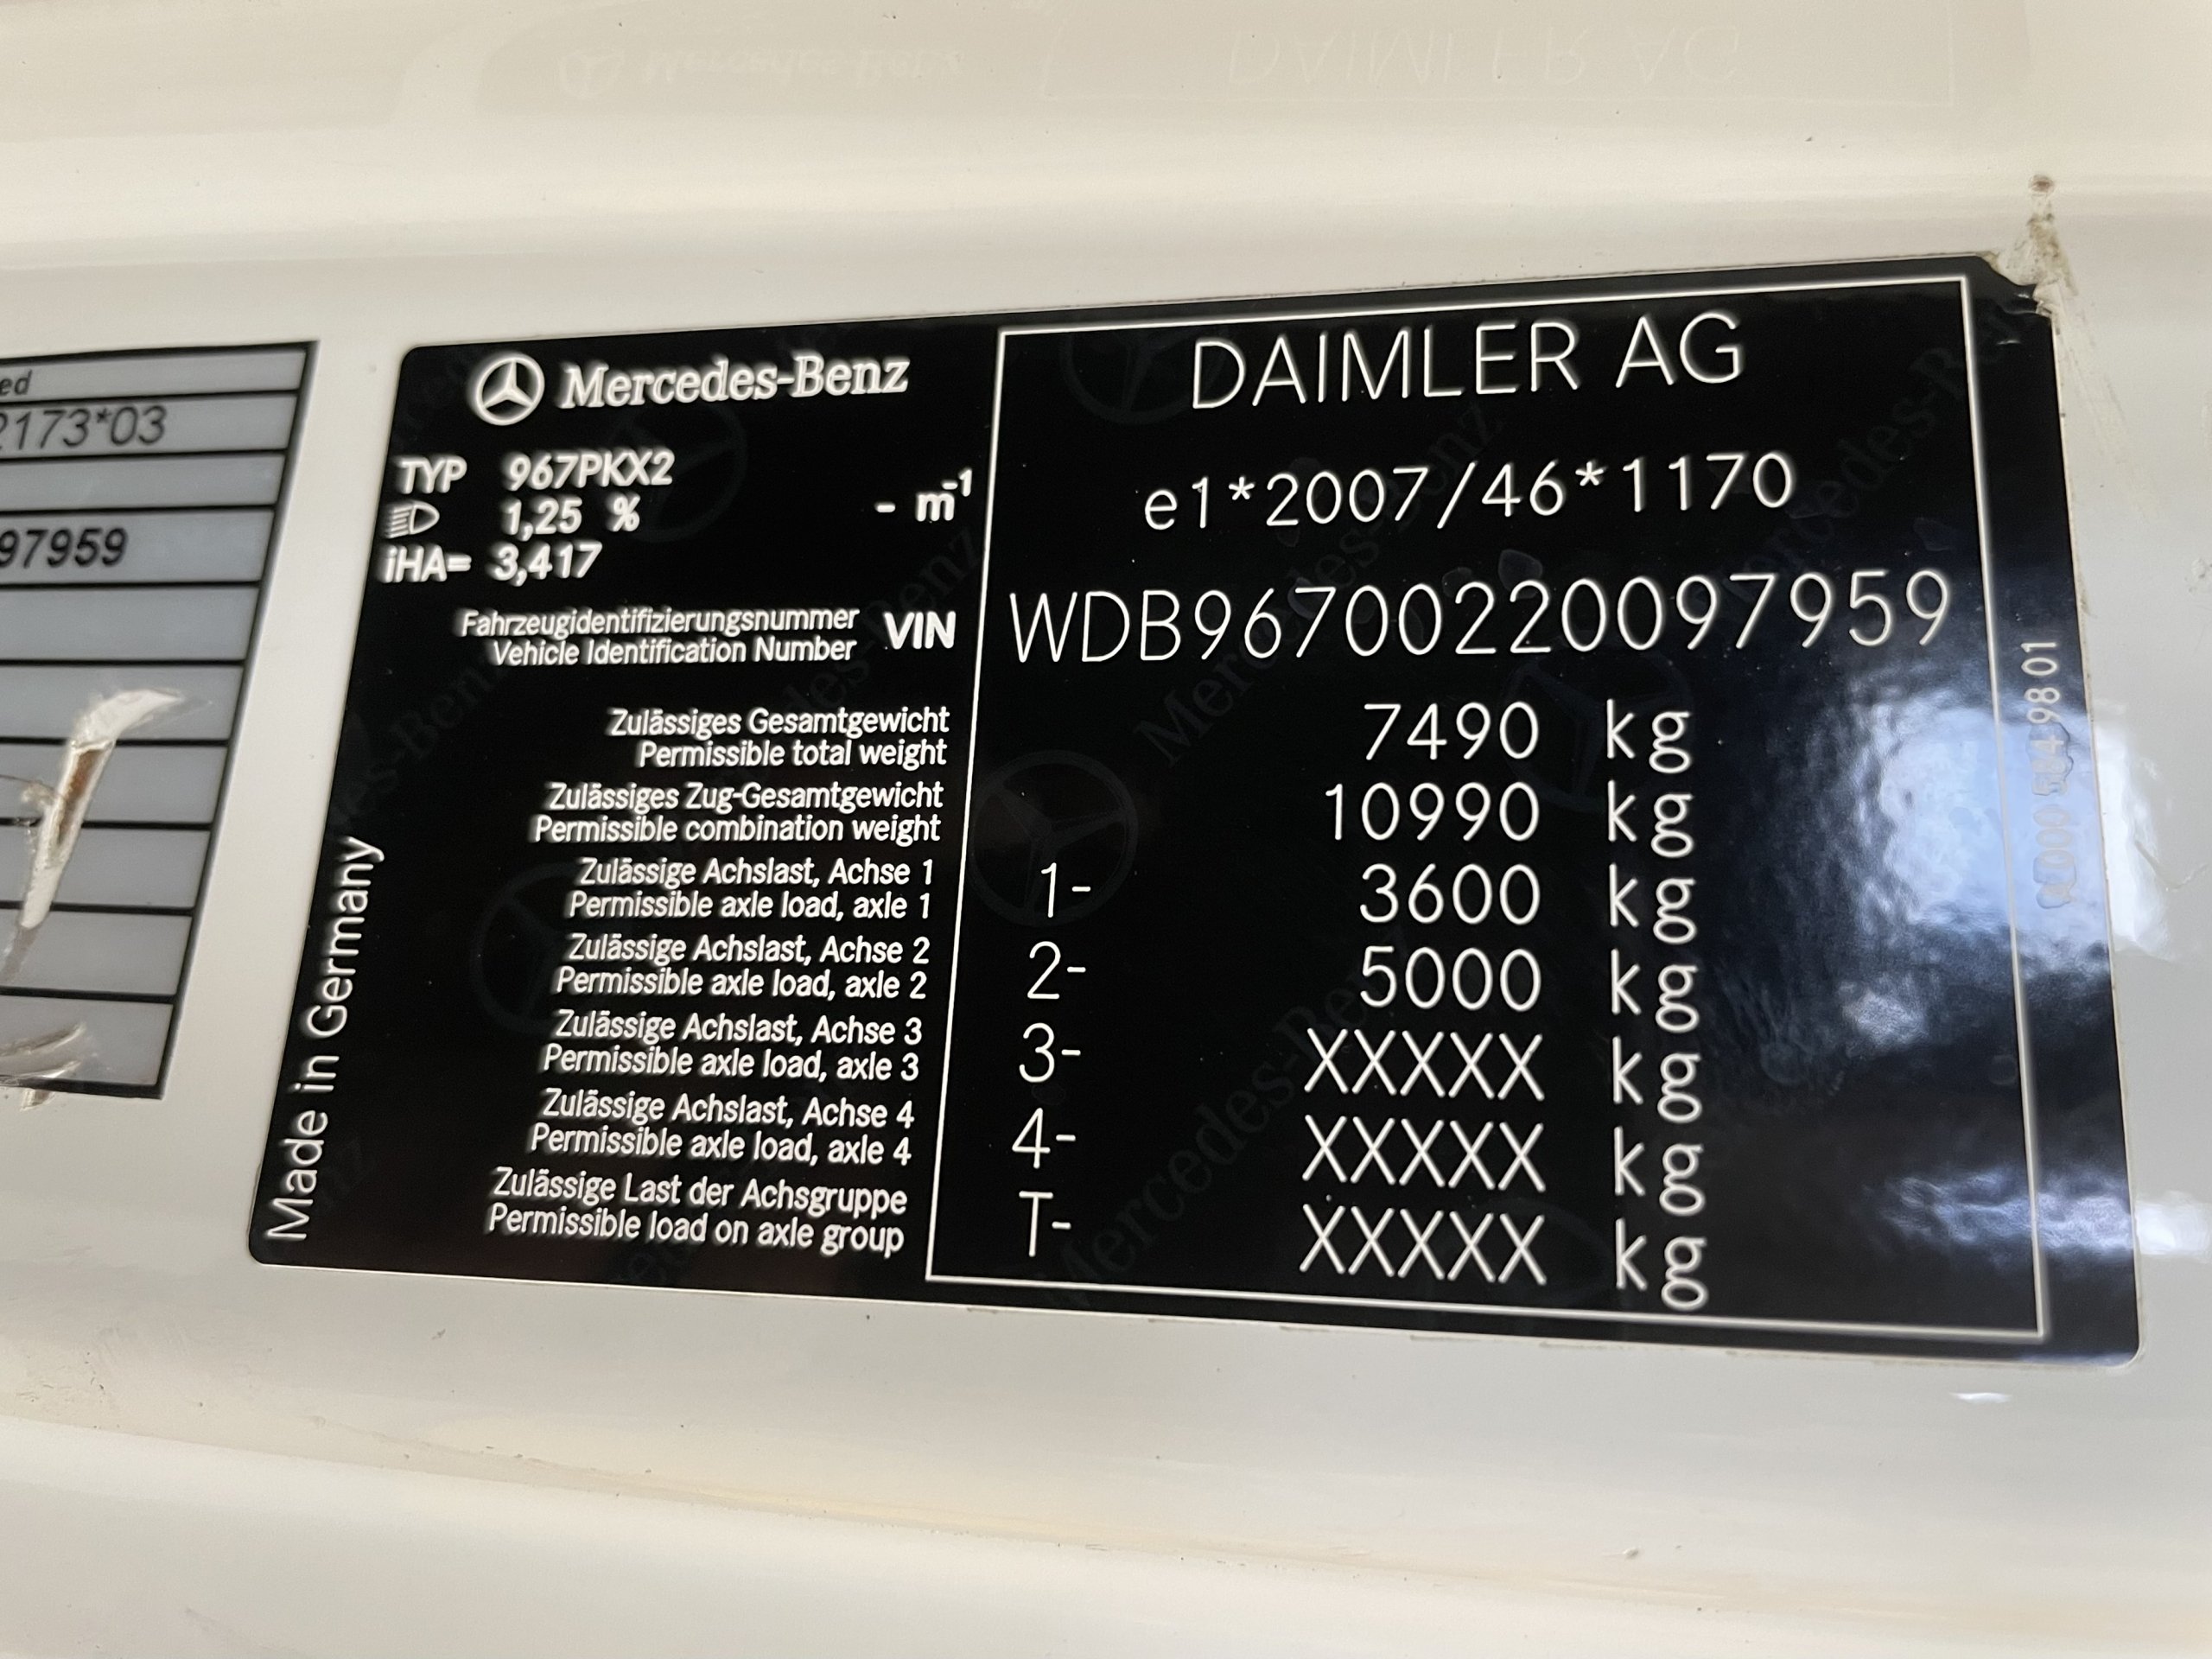 ed
2173*03
97959
Mercedes-Benz
TYP 967PKX2
1,25 % - m-1
iHA= 3,417
Fahrzeugidentifizierungsnummer
Vehicle Identification Number
VIN
Zulässiges Gesamtgewicht
Permissible total weight
Zulässiges Zug-Gesamtgewicht
Permissible combination weight
Zulässige Achslast, Achse 1
Permissible axle load, axle 1
Zulässige Achslast, Achse 2
Permissible axle load, axle 2
Zulässige Achslast, Achse 3
Permissible axle load, axle 3
Zulässige Achslast, Achse 4
Permissible axle load, axle 4
Zulässige Last der Achsgruppe
Permissible load on axle group
Made in Germany
DAIMLER AG
e1*2007/46*1170
WDB96700220097959
7490 kg
10990 kg
1- 3600 kg
2- 5000 kg
3- XXXXX kg
4- XXXXX kg
T- XXXXX kg